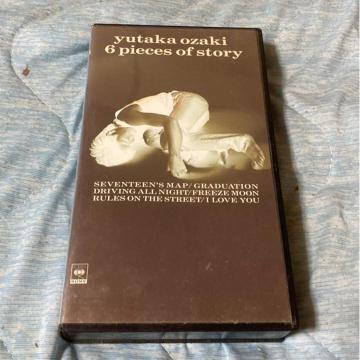 yutaka ozaki
6 pieces of story
SEVENTEEN'S MAP/GRADUATION
DRIVING ALL NIGHT/FREEZE MOON
RULES ON THE STREET/I LOVE YOU
SONY